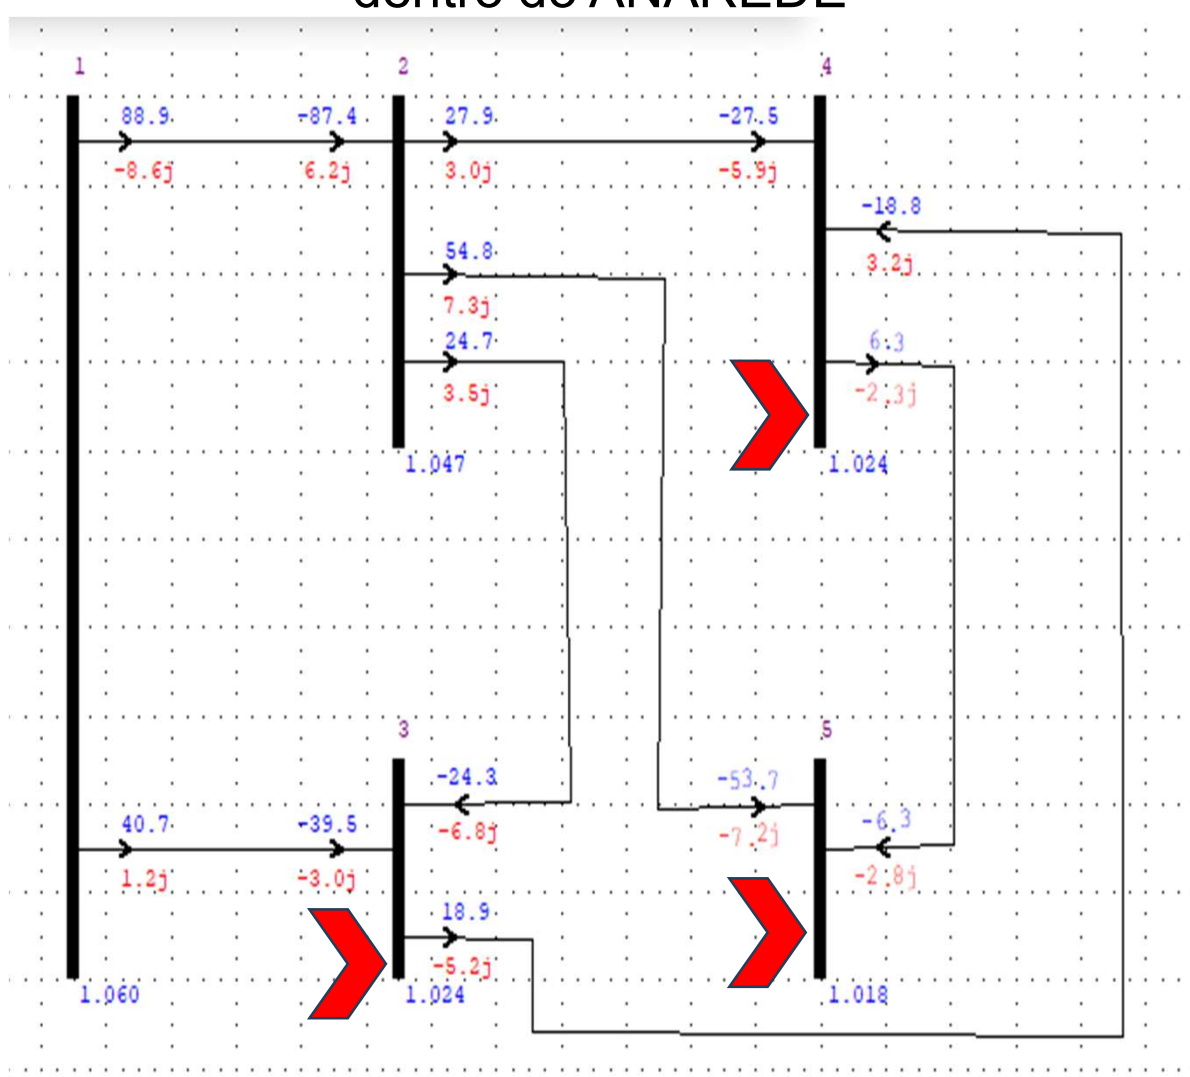 dentro do ANAREDE
1 2 4
88.9 -87.4 27.9 -27.5
-8.6j 6.2j 3.0j -5.9j
-18.8
54.8 3.2j
7.3j
24.7 6.3
3.5j -2.3j
1.047 1.024
3 5
-24.3 -53.7
40.7 -39.5 -6.8j -7.2j -6.3
1.2j -3.0j -2.8j
18.9
-5.2j
1.060 1.024 1.018